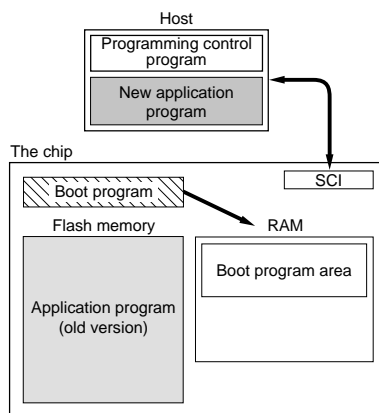 Host
Programming control
program
New application
program
The chip
SCI
Boot program
Flash memory
RAM
Boot program area
Application program
(old version)